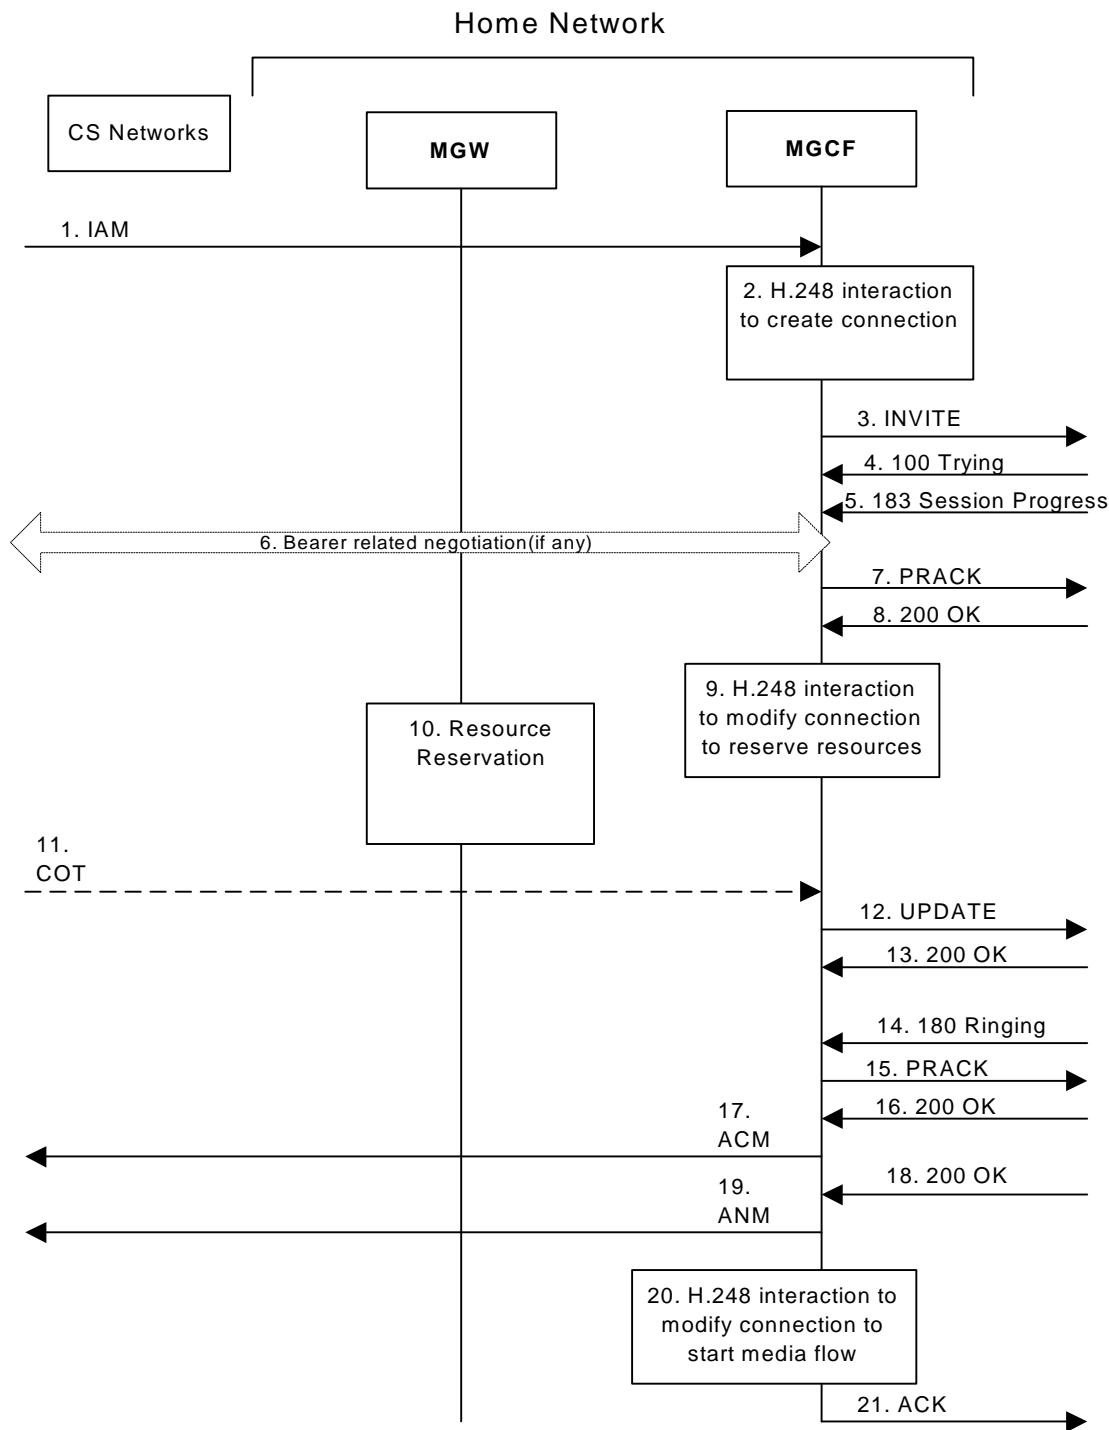 Home Network
CS Networks
MGW
MGCF
1. IAM
2. H.248 interaction
to create connection
3. INVITE
4. 100 Trying
5. 183 Session Progress
6. Bearer related negotiation(if any)
7. PRACK
8. 200 OK
9. H.248 interaction
to modify connection
to reserve resources
10. Resource
Reservation
11.
COT
12. UPDATE
13. 200 OK
14. 180 Ringing
15. PRACK
16. 200 OK
17.
ACM
18. 200 OK
19.
ANM
20. H.248 interaction to
modify connection to
start media flow
21. ACK